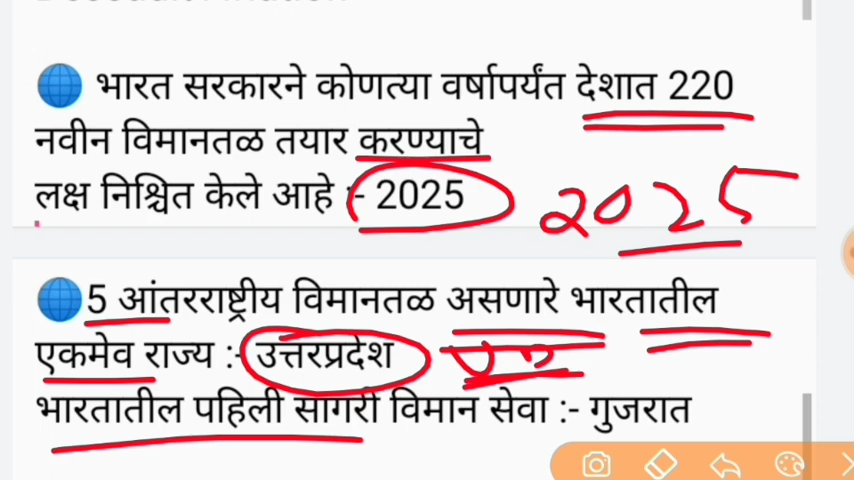 भारत सरकारने कोणत्या वर्षापर्यंत देशात 220
नवीन विमानतळ तयार करण्याचे
लक्ष निश्चित केले आहे :- 2025
2025
5 आंतरराष्ट्रीय विमानतळ असणारे भारतातील
एकमेव राज्य :- उत्तरप्रदेश
भारतातील पहिली सागरी विमान सेवा :- गुजरात